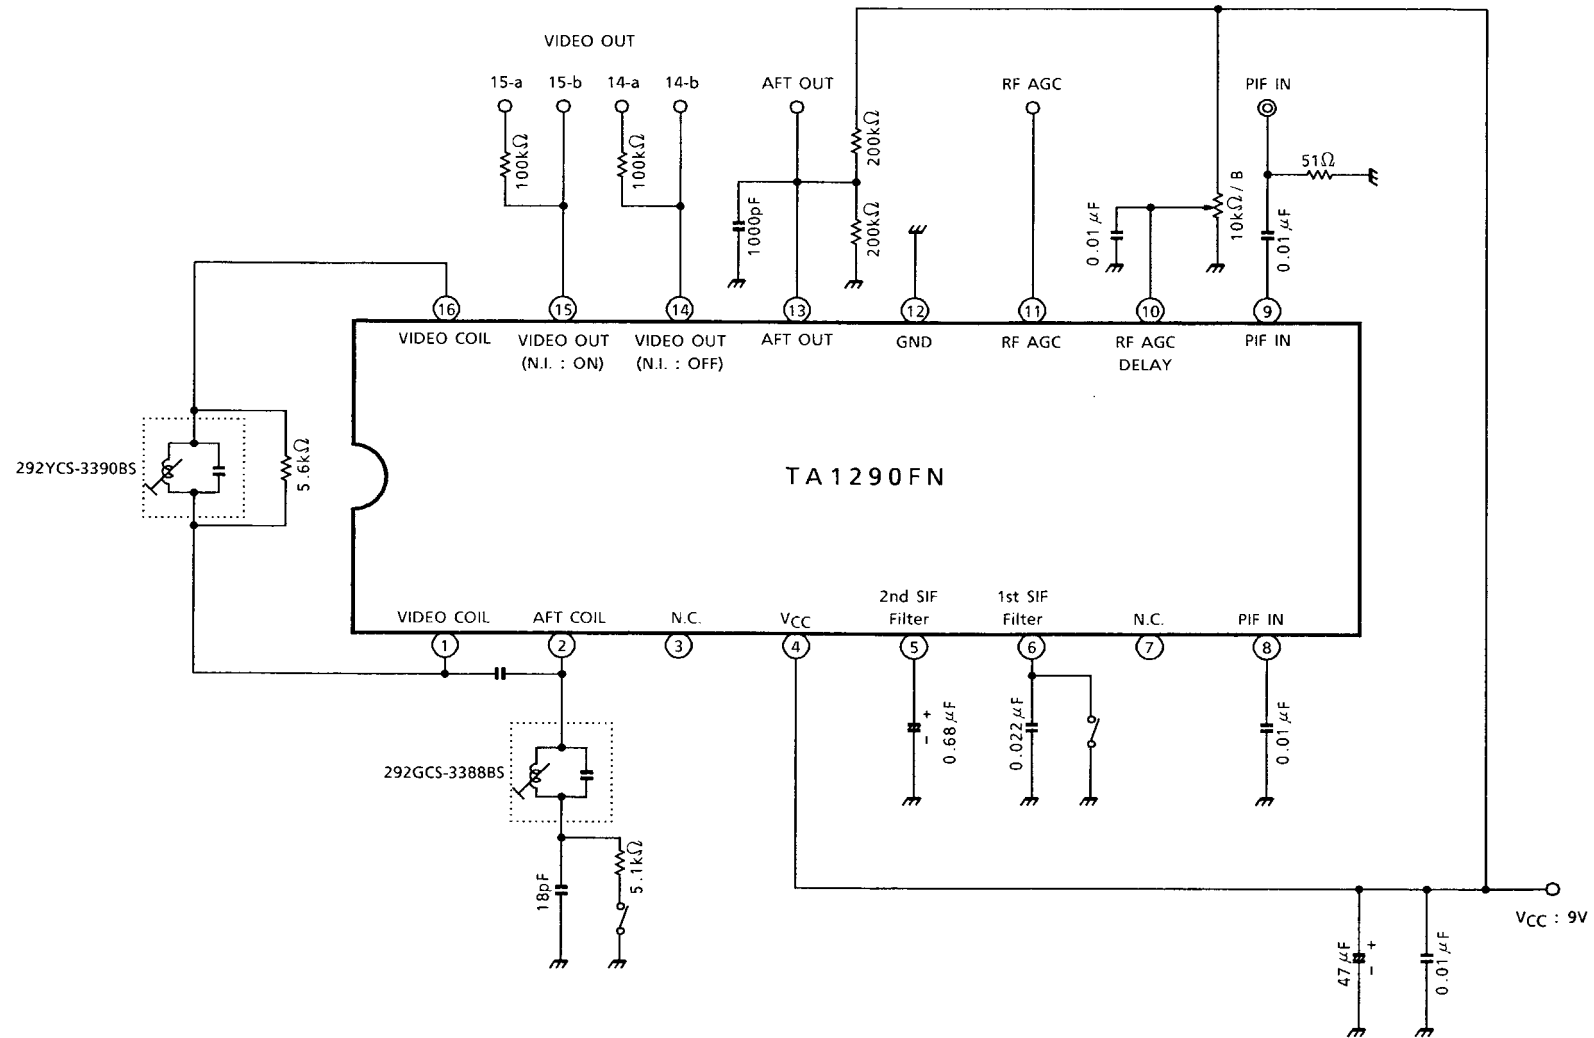 VIDEO OUT
15-a 15-b 14-a 14-b AFT OUT RF AGC PIF IN
100kΩ
100kΩ
1000pF
200kΩ
200kΩ
0.01μF
10kΩ/B
51Ω
0.01μF
16 15 14 13 12 11 10 9
VIDEO COIL
VIDEO OUT
(N.I. : ON)
VIDEO OUT
(N.I. : OFF)
AFT OUT
GND
RF AGC
RF AGC
DELAY
PIF IN
292YCS-3390BS
5.6kΩ
TA1290FN
VIDEO COIL
AFT COIL
N.C.
VCC
2nd SIF
Filter
1st SIF
Filter
N.C.
PIF IN
1 2 3 4 5 6 7 8
+
−
0.68μF
0.022μF
0.01μF
292GCS-3388BS
18pF
5.1kΩ
VCC : 9V
47μF
+
−
0.01μF